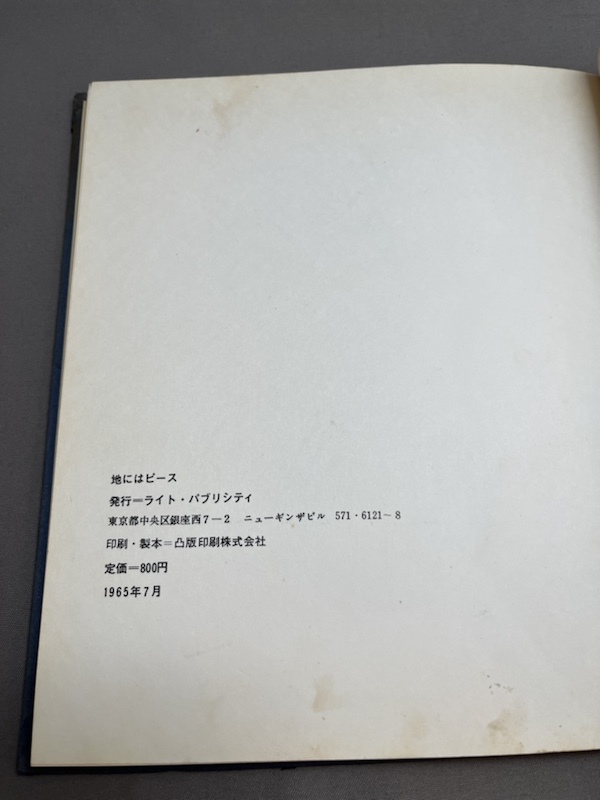 地にはピース
発行＝ライト・パブリシティ
東京都中央区銀座西7―2 ニューギンザビル 571・6121～8
印刷・製本＝凸版印刷株式会社
定価＝800円
1965年7月